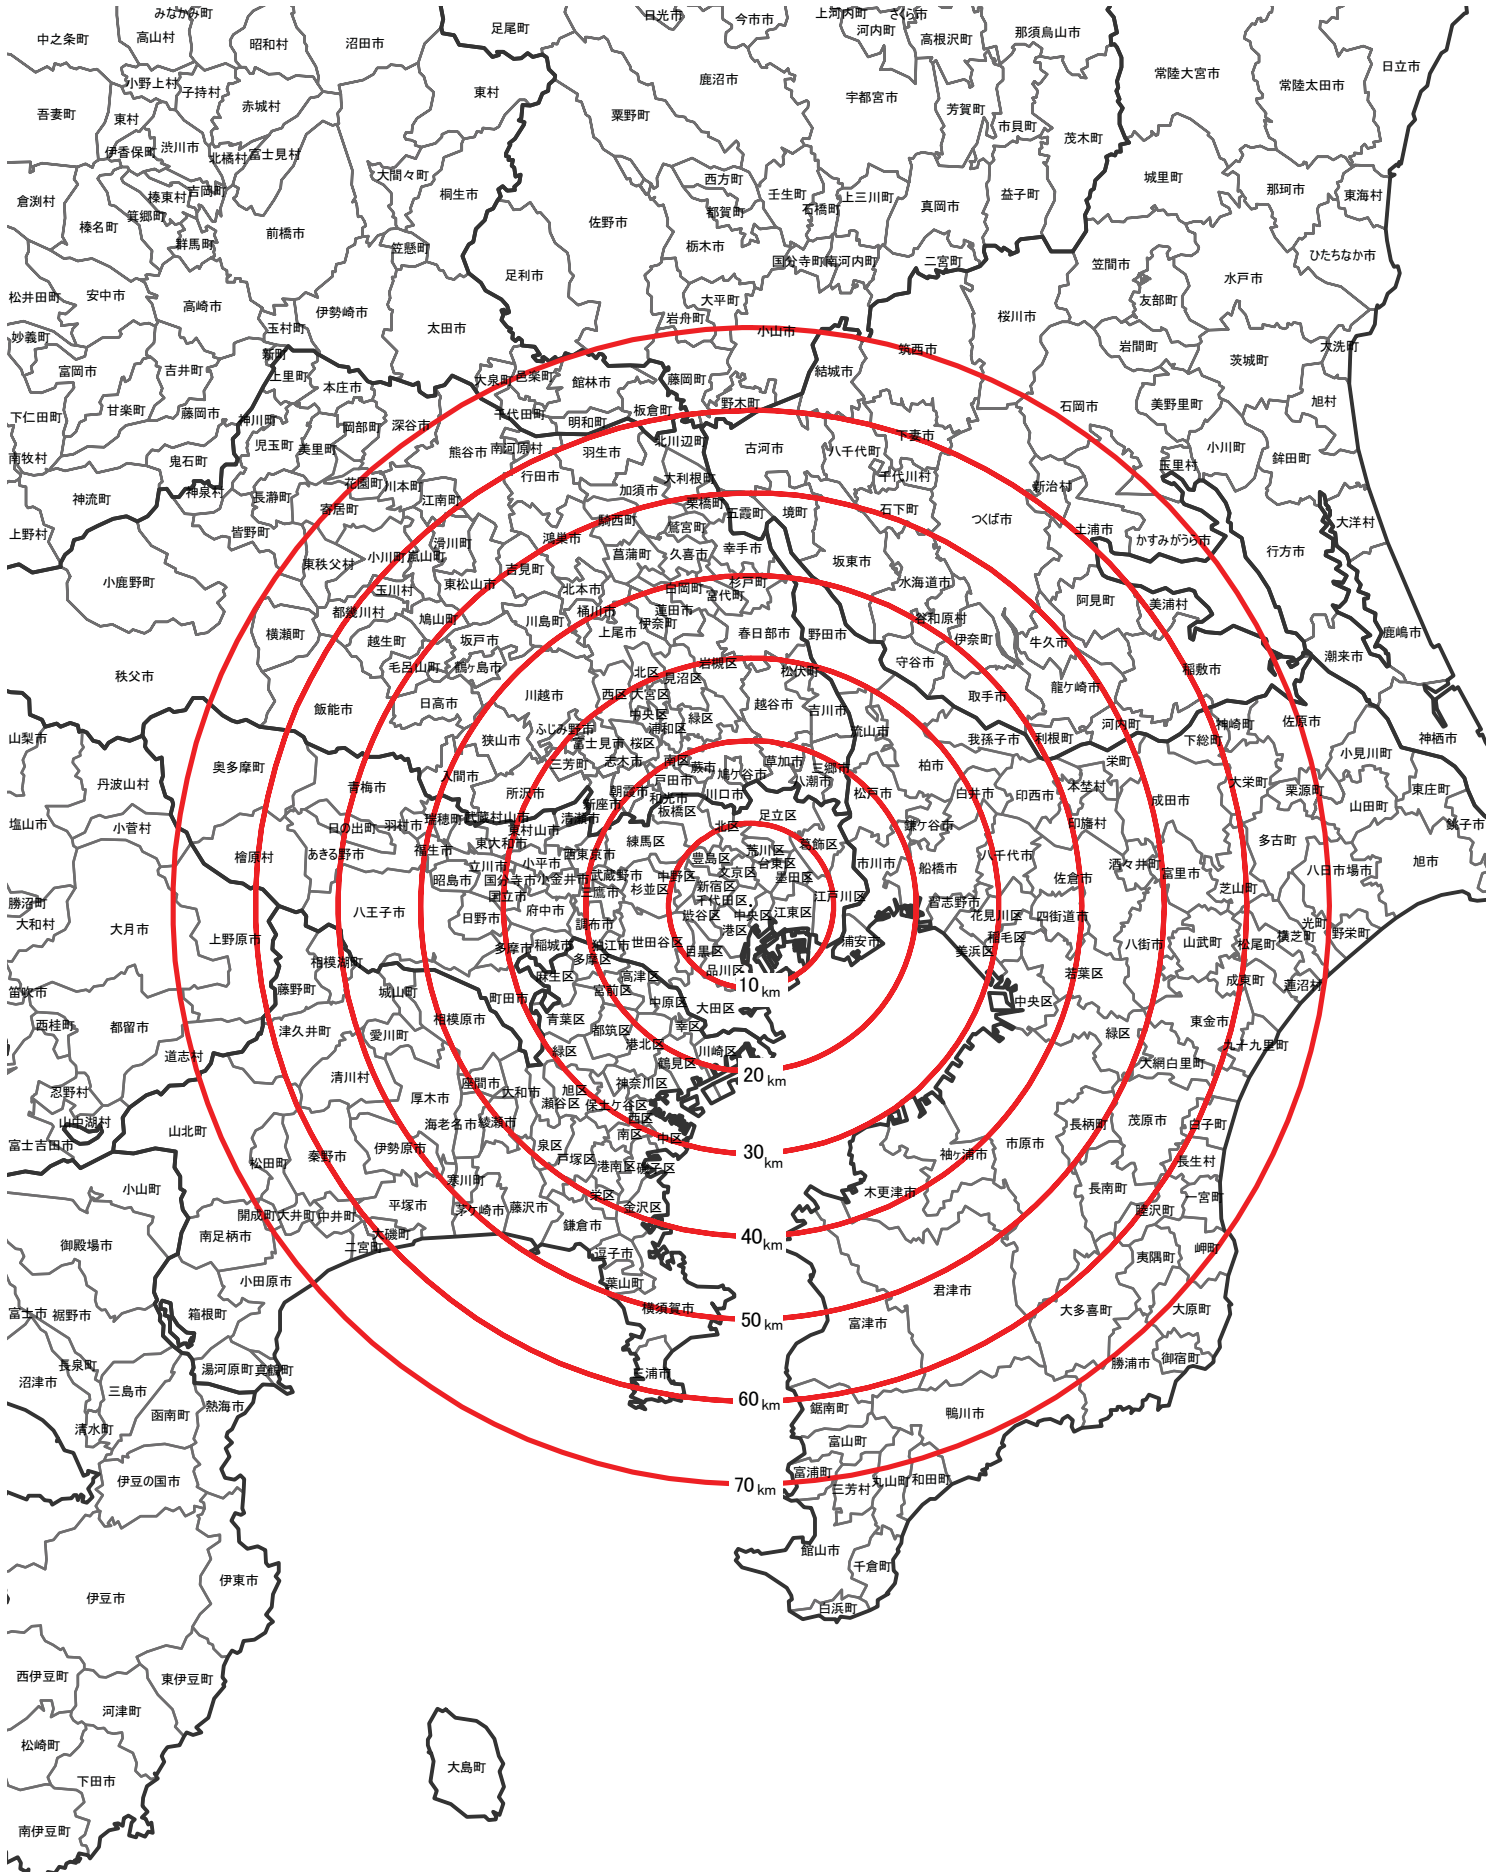 みなかみ町
日光市
今市市
上河内町
さくら市
中之条町
高山村
昭和村
沼田市
足尾町
河内町
高根沢町
那須烏山市
鹿沼市
常陸大宮市
日立市
常陸太田市
小野上村
子持村
赤城村
東村
粟野町
宇都宮市
芳賀町
市貝町
茂木町
吾妻町
東村
伊香保町
渋川市
北橘村
富士見村
大間々町
桐生市
西方町
壬生町
上三川町
益子町
城里町
那珂市
東海村
倉渕村
榛東村
吉岡町
箕郷町
榛名町
群馬町
前橋市
笠懸町
佐野市
都賀町
石橋町
真岡市
栃木市
国分寺町
南河内町
二宮町
笠間市
水戸市
ひたちなか市
足利市
松井田町
安中市
高崎市
伊勢崎市
玉村町
太田市
大平町
岩舟町
小山市
桜川市
友部町
妙義町
富岡市
吉井町
新町
上里町
本庄市
大泉町
邑楽町
館林市
藤岡町
結城市
筑西市
岩間町
茨城町
大洗町
下仁田町
甘楽町
藤岡市
神川町
岡部町
深谷市
千代田町
明和町
板倉町
野木町
石岡市
美野里町
旭村
南牧村
鬼石町
児玉町
美里町
熊谷市
南河原村
羽生市
北川辺町
古河市
八千代町
下妻市
小川町
玉里村
鉾田町
神流町
神泉村
長瀞町
花園町
川本町
寄居町
江南町
行田市
加須市
大利根町
栗橋町
五霞町
境町
千代川村
石下町
新治村
つくば市
土浦市
かすみがうら市
大洋村
行方市
上野村
皆野町
小鹿野町
東秩父村
小川町
嵐山町
滑川町
鴻巣市
騎西町
鷲宮町
菖蒲町
久喜市
幸手市
坂東市
吉見町
東松山市
玉川村
北本市
白岡町
杉戸町
宮代町
水海道市
阿見町
美浦村
都幾川村
鳩山町
川島町
桶川市
蓮田市
伊奈町
上尾市
春日部市
野田市
谷和原村
伊奈町
牛久市
鹿嶋市
横瀬町
越生町
坂戸市
毛呂山町
鶴ヶ島市
守谷市
潮来市
稲敷市
秩父市
飯能市
日高市
川越市
北区
岩槻区
見沼区
西区
大宮区
松伏町
越谷市
吉川市
取手市
龍ケ崎市
山梨市
狭山市
ふじみ野市
中央区
浦和区
緑区
富士見市
桜区
流山市
我孫子市
利根町
河内町
下総町
神崎町
佐原市
神栖市
小見川町
奥多摩町
入間市
三芳町
志木市
南区
蕨市
草加市
鳩ケ谷市
三郷市
八潮市
柏市
栄町
丹波山村
青梅市
所沢市
朝霞市
戸田市
和光市
川口市
新座市
板橋区
足立区
松戸市
白井市
印西市
本埜村
印旛村
成田市
大栄町
栗源町
山田町
東庄町
銚子市
塩山市
小菅村
日の出町
羽村市
瑞穂町
武蔵村山市
東村山市
清瀬市
東大和市
練馬区
北区
鎌ケ谷市
多古町
檜原村
あきる野市
福生市
立川市
小平市
西東京市
豊島区
荒川区
葛飾区
台東区
文京区
市川市
船橋市
八千代市
酒々井町
富里市
八日市場市
旭市
昭島市
国分寺市
小金井市
武蔵野市
中野区
新宿区
墨田区
佐倉市
芝山町
勝沼町
国立市
三鷹市
杉並区
千代田区
江戸川区
習志野市
大和村
大月市
上野原市
八王子市
日野市
府中市
調布市
渋谷区
中央区
江東区
花見川区
四街道市
光町
横芝町
野栄町
相模湖町
多摩市
稲城市
狛江市
世田谷区
港区
浦安市
稲毛区
美浜区
八街市
山武町
松尾町
多摩区
目黒区
品川区
若葉区
成東町
蓮沼村
笛吹市
藤野町
城山町
町田市
麻生区
高津区
宮前区
10km
中央区
西桂町
都留市
津久井町
愛川町
相模原市
青葉区
都筑区
中原区
大田区
幸区
緑区
東金市
道志村
港北区
川崎区
九十九里町
緑区
鶴見区
大網白里町
忍野村
清川村
座間市
大和市
旭区
神奈川区
20km
厚木市
瀬谷区
保土ケ谷区
山中湖村
山北町
海老名市
綾瀬市
西区
長柄町
茂原市
白子町
富士吉田市
伊勢原市
南区
中区
泉区
市原市
松田町
秦野市
戸塚区
港南区
磯子区
30km
袖ケ浦市
長生村
小山町
寒川町
栄区
木更津市
長南町
一宮町
開成町
大井町
中井町
平塚市
茅ケ崎市
藤沢市
金沢区
睦沢町
南足柄市
大磯町
鎌倉市
40km
御殿場市
二宮町
逗子市
夷隅町
岬町
小田原市
葉山町
君津市
富士市
裾野市
箱根町
横須賀市
50km
富津市
大多喜町
大原町
長泉町
沼津市
湯河原町
真鶴町
三浦市
勝浦市
御宿町
三島市
60km
清水町
函南町
熱海市
鋸南町
鴨川市
富山町
伊豆の国市
70km
富浦町
三芳村
丸山町
和田町
館山市
千倉町
伊豆市
伊東市
白浜町
西伊豆町
東伊豆町
河津町
松崎町
大島町
下田市
南伊豆町